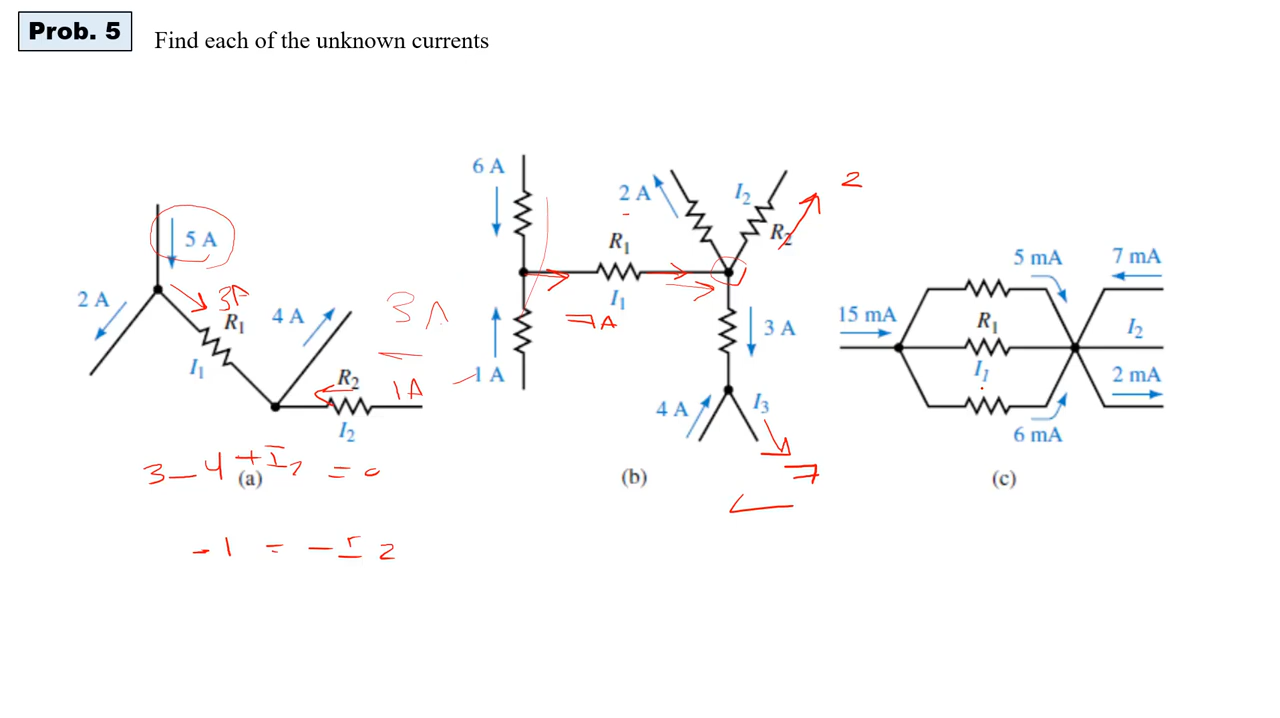 Prob. 5
Find each of the unknown currents
6 A
2 A
I2
2
R2
5 A
R1
I1
7A
3A
2 A
R1
4 A
3 A
I1
1 A
1A
R2
I2
3 A
4 A
I3
7
5 mA
7 mA
15 mA
R1
I2
I1
2 mA
6 mA
3 - 4 + I2 = 0
(a)
(b)
(c)
- 1 = - I 2